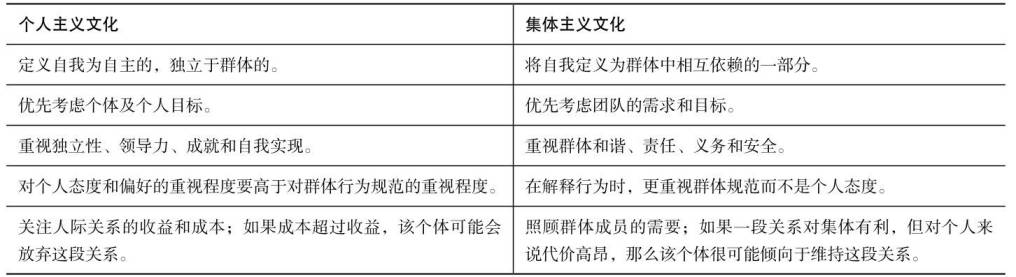 个人主义文化
集体主义文化
定义自我为自主的，独立于群体的。
将自我定义为群体中相互依赖的一部分。
优先考虑个体及个人目标。
优先考虑团队的需求和目标。
重视独立性、领导力、成就和自我实现。
重视群体和谐、责任、义务和安全。
对个人态度和偏好的重视程度要高于对群体行为规范的重视程度。
在解释行为时，更重视群体规范而不是个人态度。
关注人际关系的收益和成本；如果成本超过收益，该个体可能会
放弃这段关系。
照顾群体成员的需要；如果一段关系对集体有利，但对个人来
说代价高昂，那么该个体很可能倾向于维持这段关系。